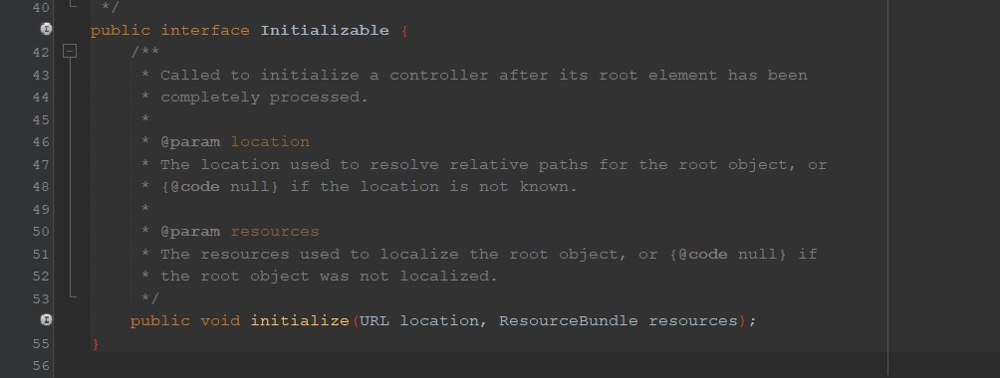 40 */
public interface Initializable {
42 /**
43 * Called to initialize a controller after its root element has been
44 * completely processed.
45 *
46 * @param location
47 * The location used to resolve relative paths for the root object, or
48 * {@code null} if the location is not known.
49 *
50 * @param resources
51 * The resources used to localize the root object, or {@code null} if
52 * the root object was not localized.
53 */
public void initialize(URL location, ResourceBundle resources);
55 }
56